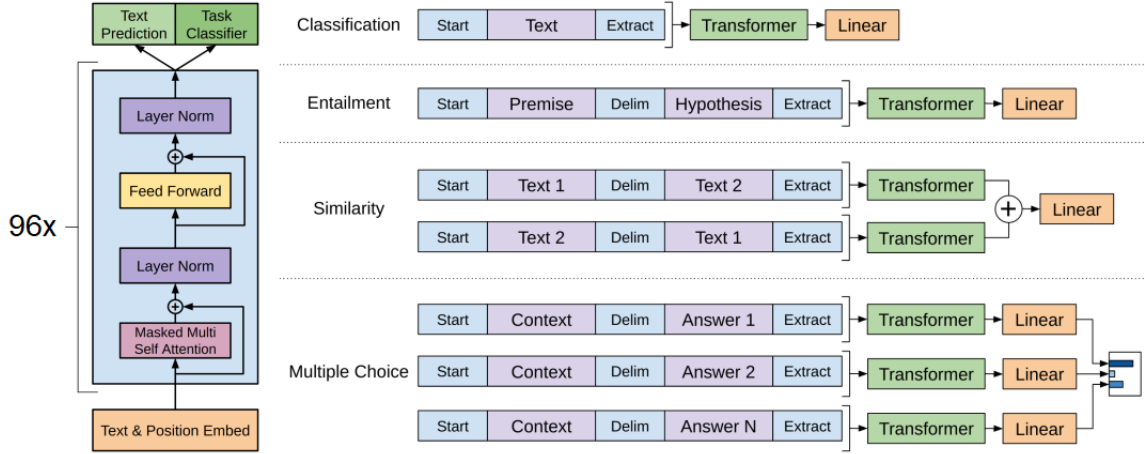 Text
Prediction
Task
Classifier
Layer Norm
Feed Forward
96x
Layer Norm
Masked Multi
Self Attention
Text & Position Embed
Classification
Start
Text
Extract
Transformer
Linear
Entailment
Start
Premise
Delim
Hypothesis
Extract
Transformer
Linear
Similarity
Start
Text 1
Delim
Text 2
Extract
Transformer
Start
Text 2
Delim
Text 1
Extract
Transformer
Linear
Multiple Choice
Start
Context
Delim
Answer 1
Extract
Transformer
Linear
Start
Context
Delim
Answer 2
Extract
Transformer
Linear
Start
Context
Delim
Answer N
Extract
Transformer
Linear